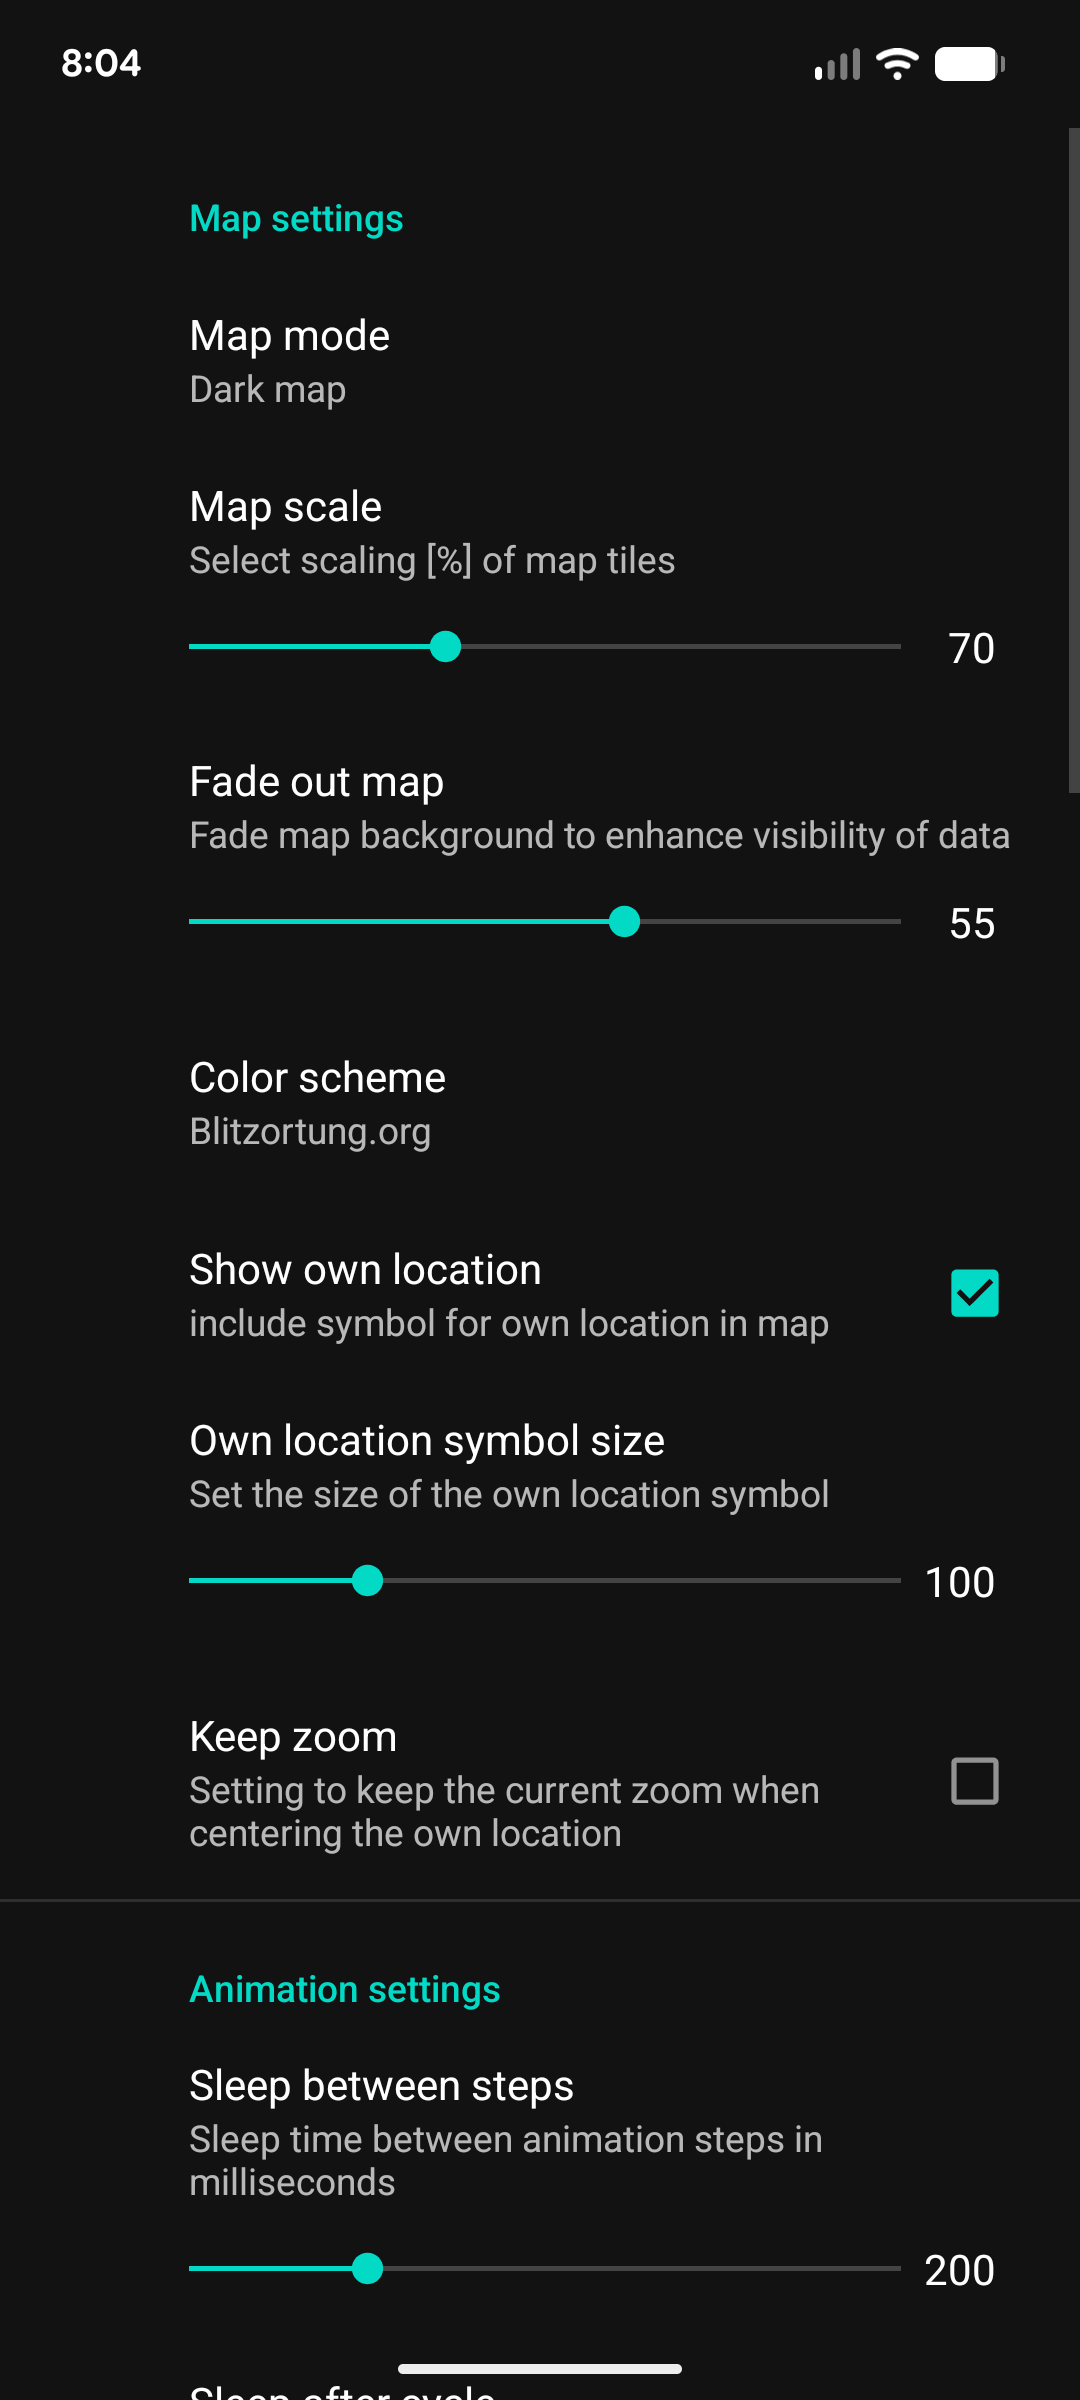 8:04
Map settings
Map mode
Dark map
Map scale
Select scaling [%] of map tiles
70
Fade out map
Fade map background to enhance visibility of data
55
Color scheme
Blitzortung.org
Show own location
include symbol for own location in map
Own location symbol size
Set the size of the own location symbol
100
Keep zoom
Setting to keep the current zoom when
centering the own location
Animation settings
Sleep between steps
Sleep time between animation steps in
milliseconds
200
Sleep after cycle